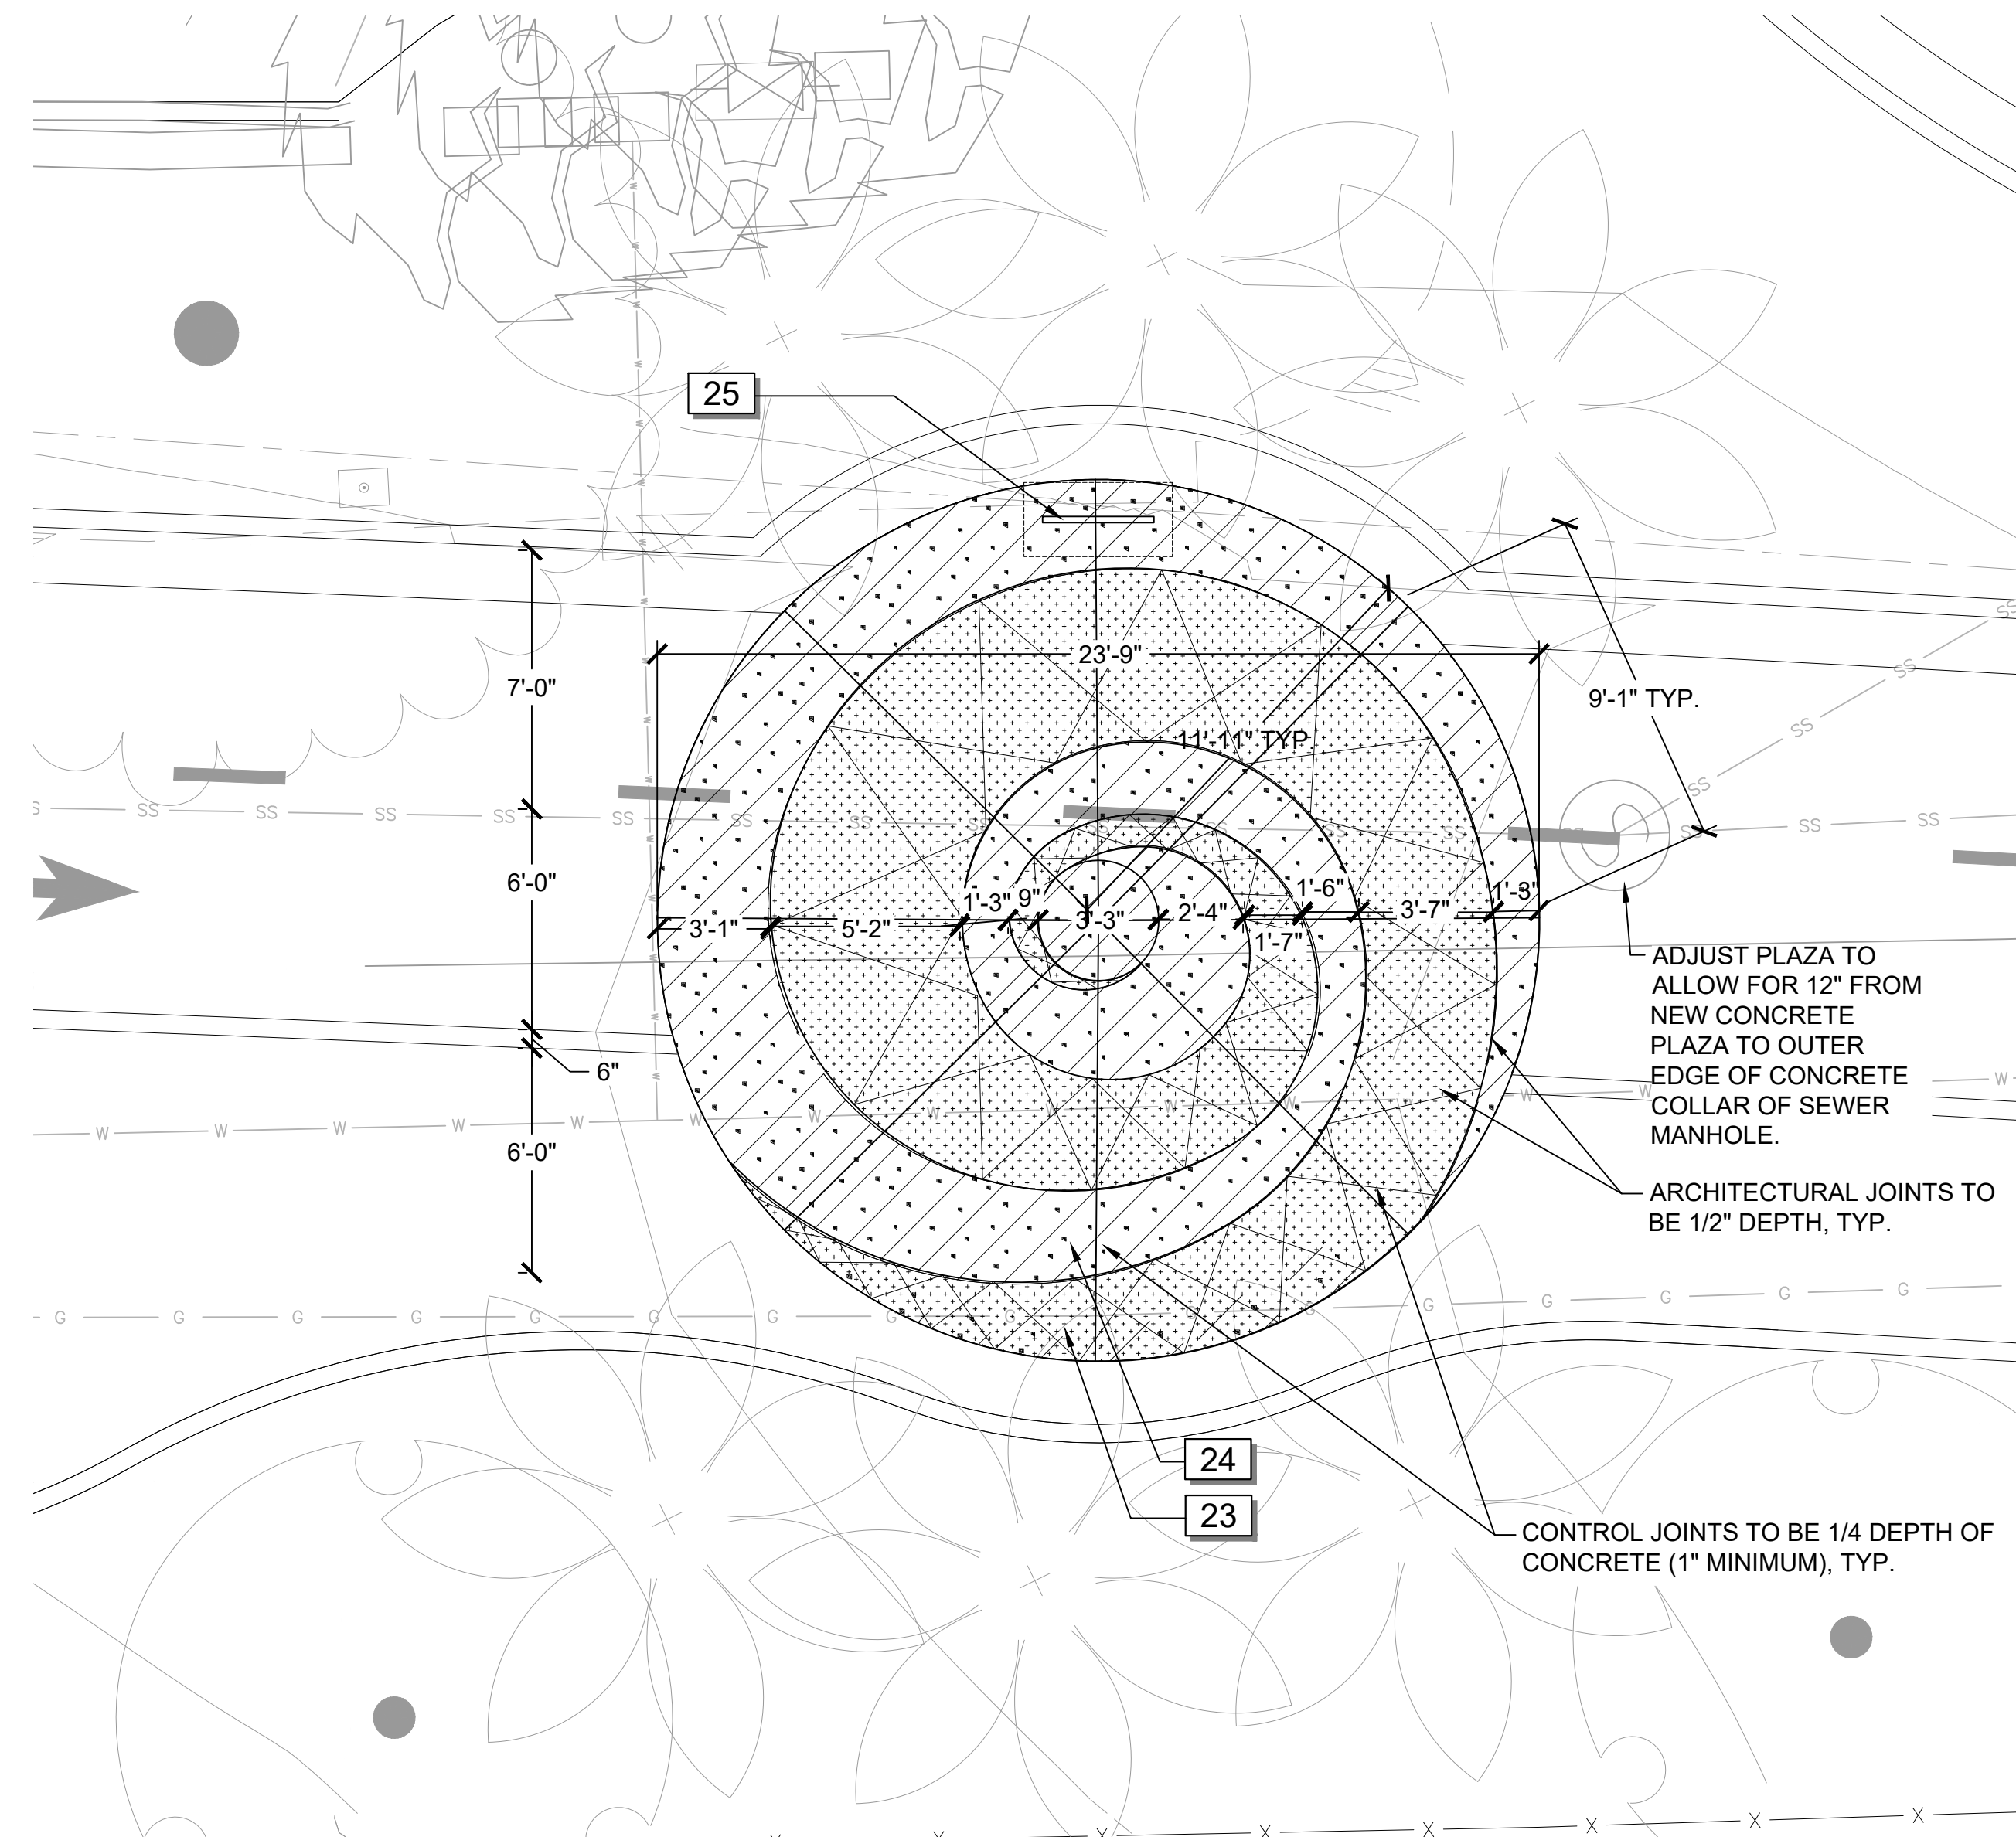 25
7'-0"
23'-9"
9'-1" TYP.
11'-11" TYP.
6'-0"
1'-3"
9"
3'-3"
2'-4"
1'-6"
3'-7"
1'-3"
3'-1"
5'-2"
1'-7"
6"
6'-0"
ADJUST PLAZA TO
ALLOW FOR 12" FROM
NEW CONCRETE
PLAZA TO OUTER
EDGE OF CONCRETE
COLLAR OF SEWER
MANHOLE.
ARCHITECTURAL JOINTS TO
BE 1/2" DEPTH, TYP.
24
23
CONTROL JOINTS TO BE 1/4 DEPTH OF
CONCRETE (1" MINIMUM), TYP.
SS SS SS SS SS SS SS SS SS SS SS
W W W W W W W W W W
G G G G G G G G G G G G
X X X X X X